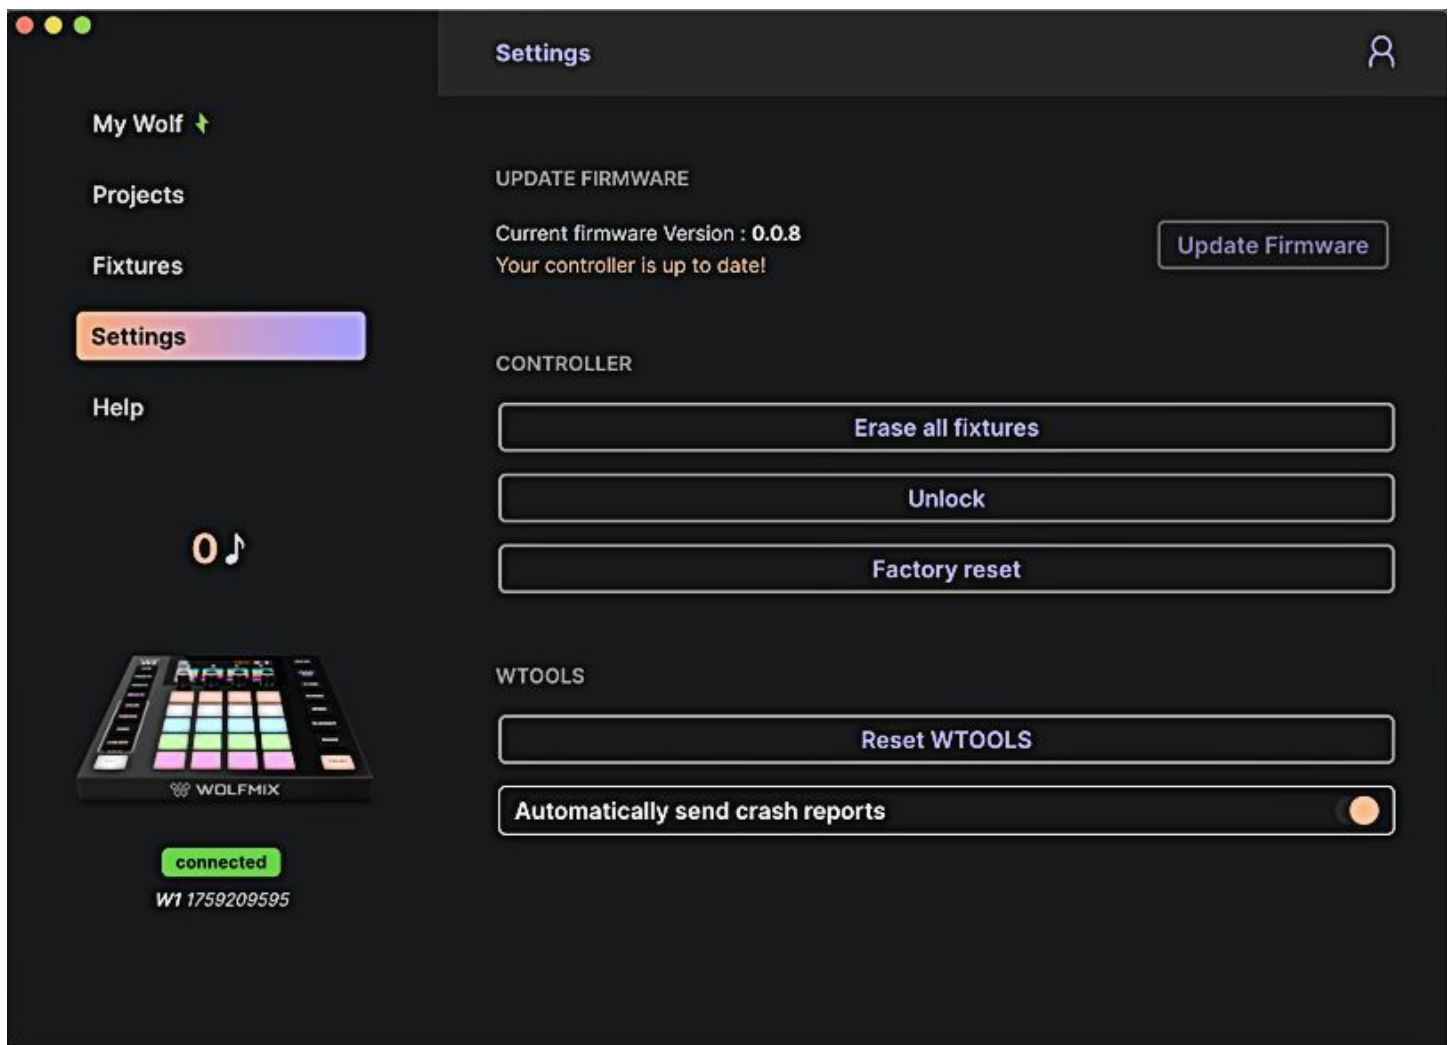 Settings
My Wolf
Projects
Fixtures
Settings
Help
0
WOLFMIX
connected
W1 1759209595
UPDATE FIRMWARE
Current firmware Version : 0.0.8
Your controller is up to date!
Update Firmware
CONTROLLER
Erase all fixtures
Unlock
Factory reset
WTOOLS
Reset WTOOLS
Automatically send crash reports